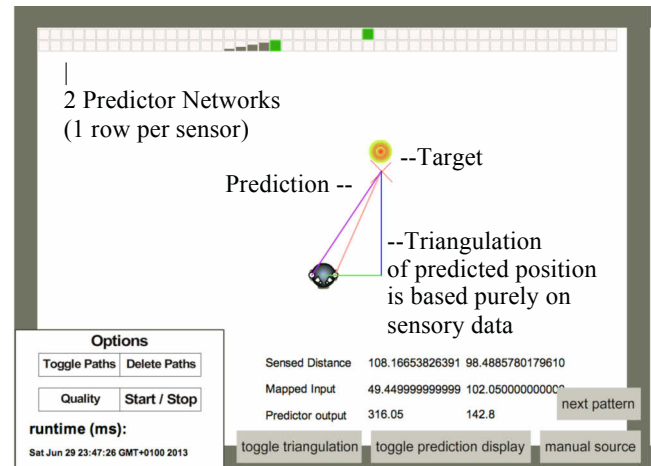 2 Predictor Networks
(1 row per sensor)
--Target
Prediction --
--Triangulation
of predicted position
is based purely on
sensory data
Options
Toggle Paths Delete Paths
Quality Start / Stop
runtime (ms):
Sat Jun 29 23:47:26 GMT+0100 2013
Sensed Distance 108.16653826391 98.4885780179610
Mapped Input 49.449999999999 102.05000000000
Predictor output 316.05 142.8
next pattern
toggle triangulation toggle prediction display manual source